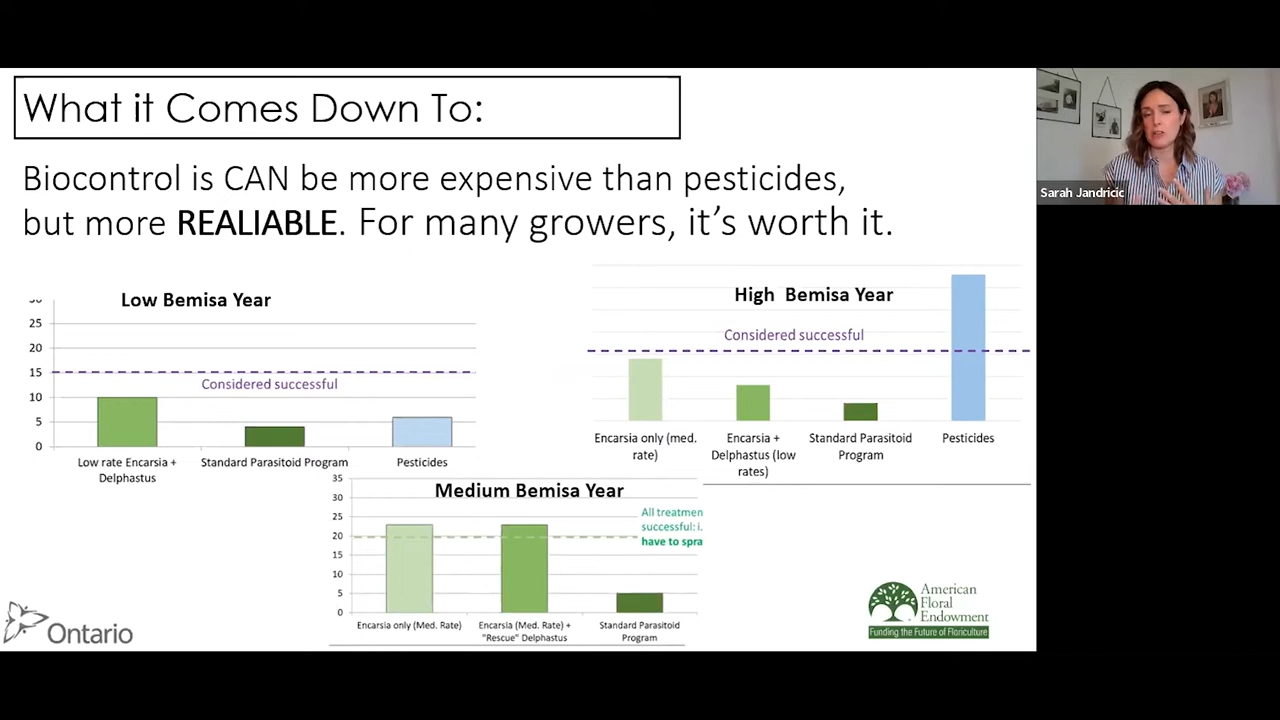 What it Comes Down To:
Biocontrol is CAN be more expensive than pesticides,
but more REALIABLE. For many growers, it's worth it.
Sarah Jandricic
Low Bemisa Year
25
20
15
10
5
0
Considered successful
Low rate Encarsia +
Delphastus
Standard Parasitoid Program
Pesticides
High Bemisa Year
Considered successful
Encarsia only (med.
rate)
Encarsia +
Delphastus (low
rates)
Standard Parasitoid
Program
Pesticides
Medium Bemisa Year
35
30
25
20
15
10
5
0
All treatmen
successful: i.
have to spra
Encarsia only (Med. Rate)
Encarsia (Med. Rate) +
"Rescue" Delphastus
Standard Parasitoid
Program
Ontario
American
Floral
Endowment
Funding the Future of Floriculture